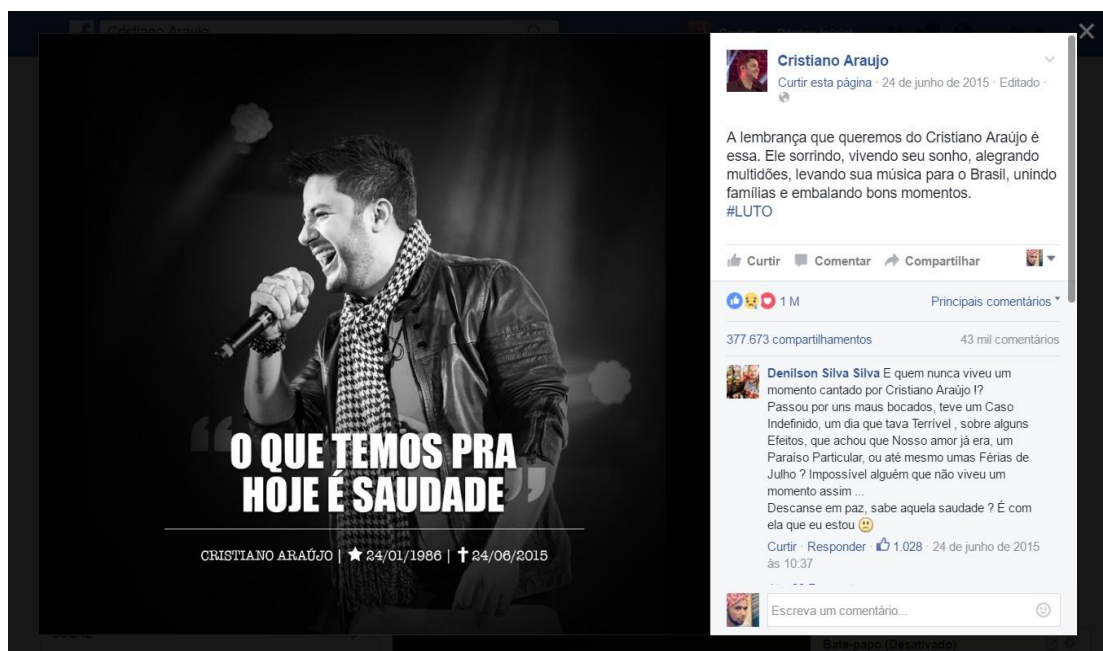 Cristiano Araujo
Cristiano Araujo
Curtir esta página · 24 de junho de 2015 · Editado ·
A lembrança que queremos do Cristiano Araújo é
essa. Ele sorrindo, vivendo seu sonho, alegrando
multidões, levando sua música para o Brasil, unindo
famílias e embalando bons momentos.
#LUTO
Curtir Comentar Compartilhar
1 M Principais comentários
377.673 compartilhamentos 43 mil comentários
Denilson Silva Silva E quem nunca viveu um
momento cantado por Cristiano Araújo !?
Passou por uns maus bocados, teve um Caso
Indefinido, um dia que tava Terrível , sobre alguns
Efeitos, que achou que Nosso amor já era, um
Paraíso Particular, ou até mesmo umas Férias de
Julho ? Impossível alguém que não viveu um
momento assim ...
Descanse em paz, sabe aquela saudade ? É com
ela que eu estou
Curtir · Responder · 1.028 · 24 de junho de 2015
às 10:37
Escreva um comentário...
“O QUE TEMOS PRA
HOJE É SAUDADE”
CRISTIANO ARAÚJO | ★ 24/01/1986 | ✝ 24/06/2015
Bate-papo (Desativado)